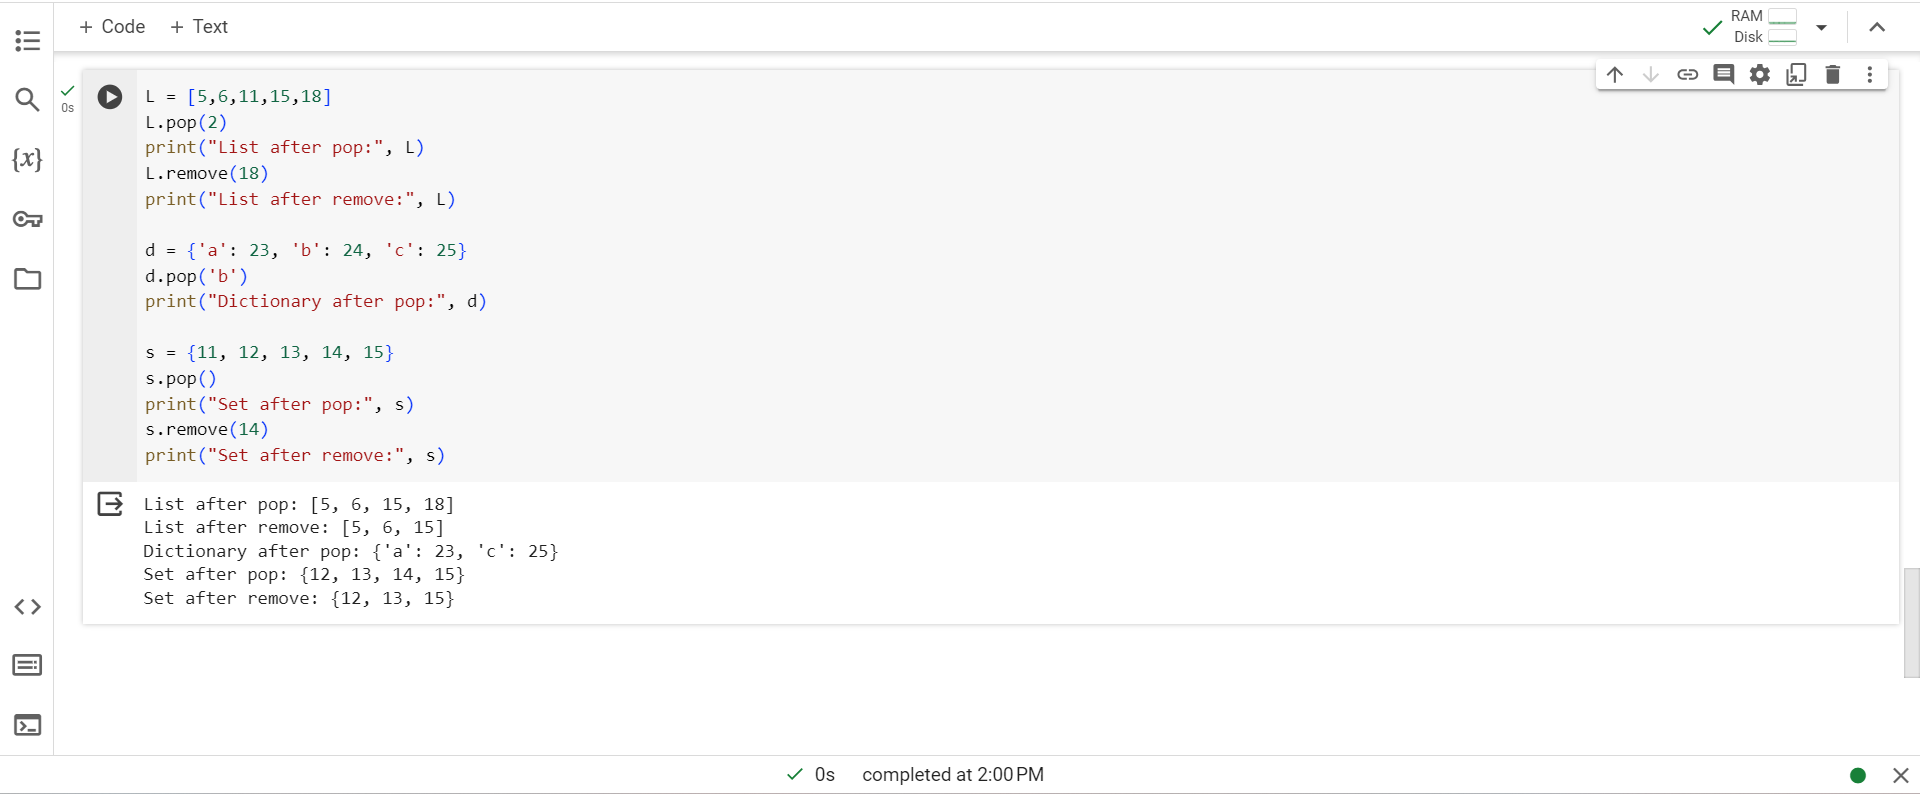 + Code + Text
RAM
Disk
{x}
0s
L = [5,6,11,15,18]
L.pop(2)
print("List after pop:", L)
L.remove(18)
print("List after remove:", L)
d = {'a': 23, 'b': 24, 'c': 25}
d.pop('b')
print("Dictionary after pop:", d)
s = {11, 12, 13, 14, 15}
s.pop()
print("Set after pop:", s)
s.remove(14)
print("Set after remove:", s)
List after pop: [5, 6, 15, 18]
List after remove: [5, 6, 15]
Dictionary after pop: {'a': 23, 'c': 25}
Set after pop: {12, 13, 14, 15}
Set after remove: {12, 13, 15}
0s completed at 2:00 PM